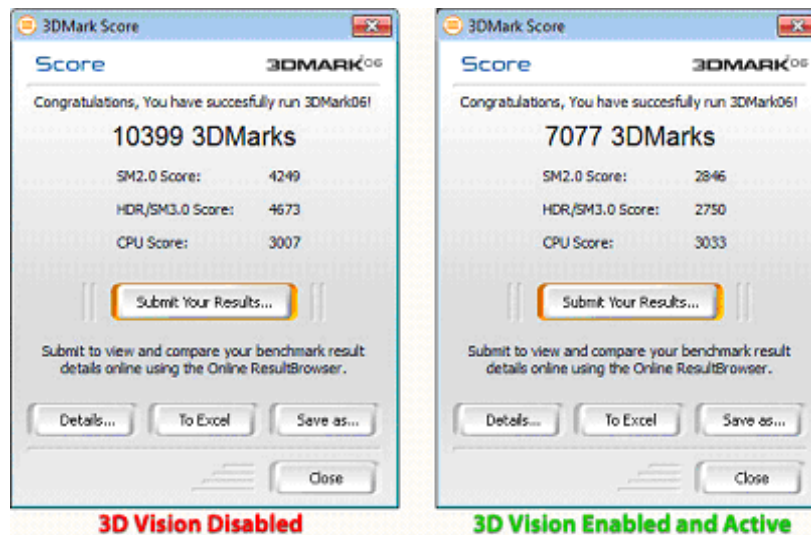 3DMark Score
Score 3DMARK06
Congratulations, You have succesfully run 3DMark06!
10399 3DMarks
SM2.0 Score: 4249
HDR/SM3.0 Score: 4673
CPU Score: 3007
Submit Your Results...
Submit to view and compare your benchmark result
details online using the Online ResultBrowser.
Details... To Excel Save as...
Close
3D Vision Disabled
3DMark Score
Score 3DMARK06
Congratulations, You have succesfully run 3DMark06!
7077 3DMarks
SM2.0 Score: 2846
HDR/SM3.0 Score: 2750
CPU Score: 3033
Submit Your Results...
Submit to view and compare your benchmark result
details online using the Online ResultBrowser.
Details... To Excel Save as...
Close
3D Vision Enabled and Active